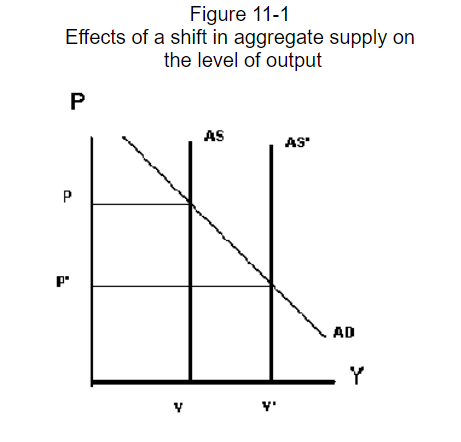 Figure 11-1
Effects of a shift in aggregate supply on
the level of output
P
AS
AS'
P
P'
AD
Y
Y
Y'